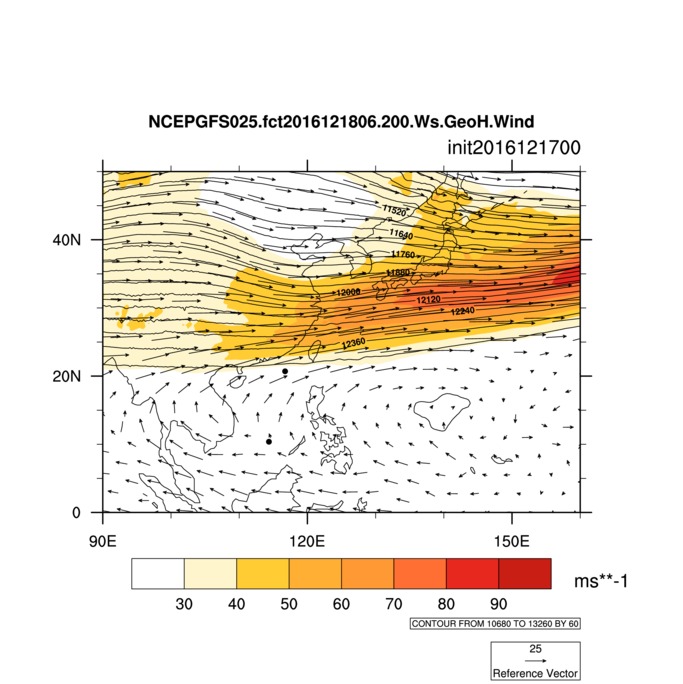 NCEPGFS025.fct2016121806.200.Ws.GeoH.Wind
init2016121700
11520
40N
11640
11760
11880
12000
12120
12240
12360
20N
0
90E 120E 150E
ms**-1
30 40 50 60 70 80 90
CONTOUR FROM 10680 TO 13260 BY 60
25
Reference Vector